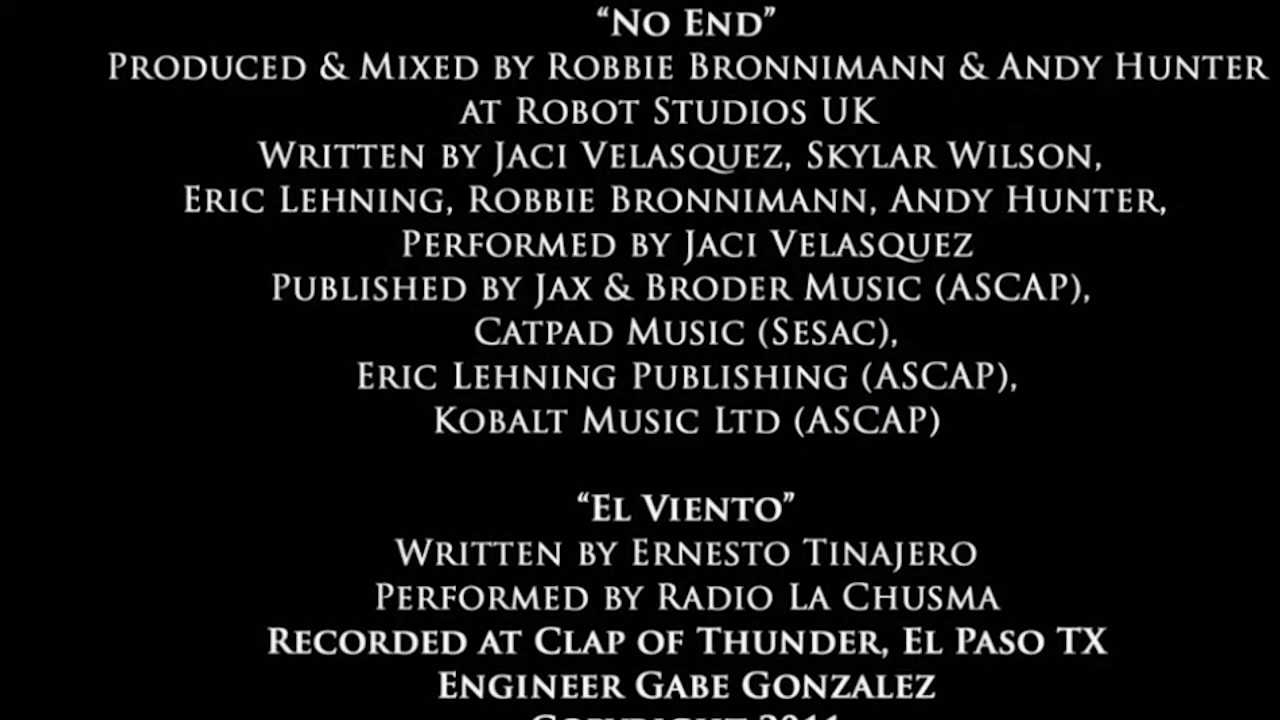 “No End”
Produced & Mixed by Robbie Bronnimann & Andy Hunter
at Robot Studios UK
Written by Jaci Velasquez, Skylar Wilson,
Eric Lehning, Robbie Bronnimann, Andy Hunter,
Performed by Jaci Velasquez
Published by Jax & Broder Music (ASCAP),
Catpad Music (Sesac),
Eric Lehning Publishing (ASCAP),
Kobalt Music Ltd (ASCAP)
“El Viento”
Written by Ernesto Tinajero
Performed by Radio La Chusma
Recorded at Clap of Thunder, El Paso TX
Engineer Gabe Gonzalez
Copyright 2011